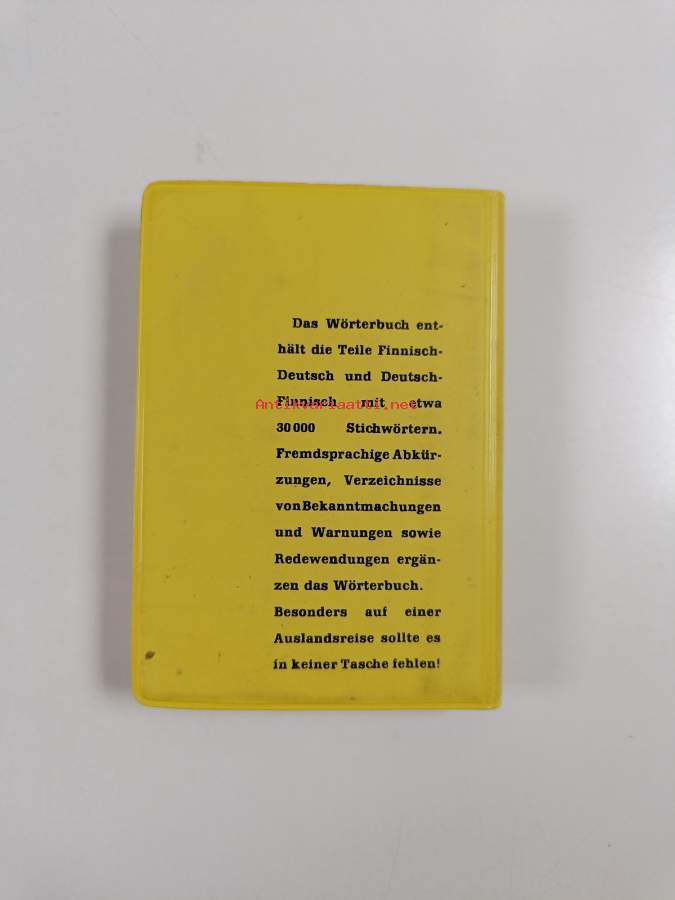 Das Wörterbuch ent-
hält die Teile Finnisch-
Deutsch und Deutsch-
Finnisch mit etwa
Antikvariaatti.net
30 000 Stichwörtern.
Fremdsprachige Abkür-
zungen, Verzeichnisse
von Bekanntmachungen
und Warnungen sowie
Redewendungen ergän-
zen das Wörterbuch.
Besonders auf einer
Auslandsreise sollte es
in keiner Tasche fehlen!